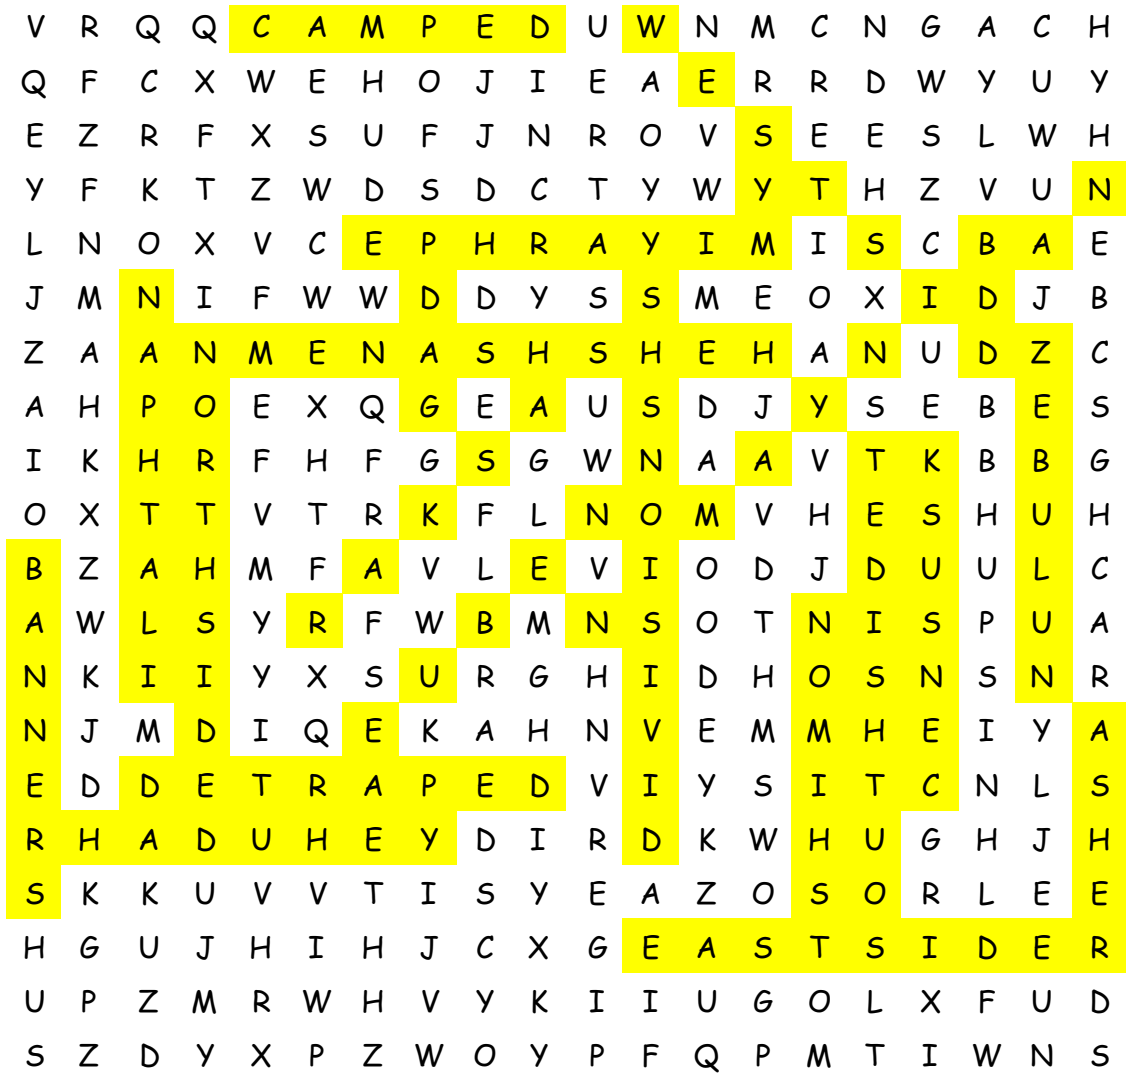 V R Q Q C A M P E D U W N M C N G A C H
Q F C X W E H O J I E A E R R D W Y U Y
E Z R F X S U F J N R O V S E E S L W H
Y F K T Z W D S D C T Y W Y T H Z V U N
L N O X V C E P H R A Y I M I S C B A E
J M N I F W W D D Y S S M E O X I D J B
Z A A N M E N A S H S H E H A N U D Z C
A H P O E X Q G E A U S D J Y S E B E S
I K H R F H F G S G W N A A V T K B B G
O X T T V T R K F L N O M V H E S H U H
B Z A H M F A V L E V I O D J D U U L C
A W L S Y R F W B M N S O T N I S P U A
N K I I Y X S U R G H I D H O S N S N R
N J M D I Q E K A H N V E M M H E I Y A
E D D E T R A P E D V I Y S I T C N L S
R H A D U H E Y D I R D K W H U G H J H
S K K U V V T I S Y E A Z O S O R L E E
H G U J H I H J C X G E A S T S I D E R
U P Z M R W H V Y K I I U G O L X F U D
S Z D Y X P Z W O Y P F Q P M T I W N S